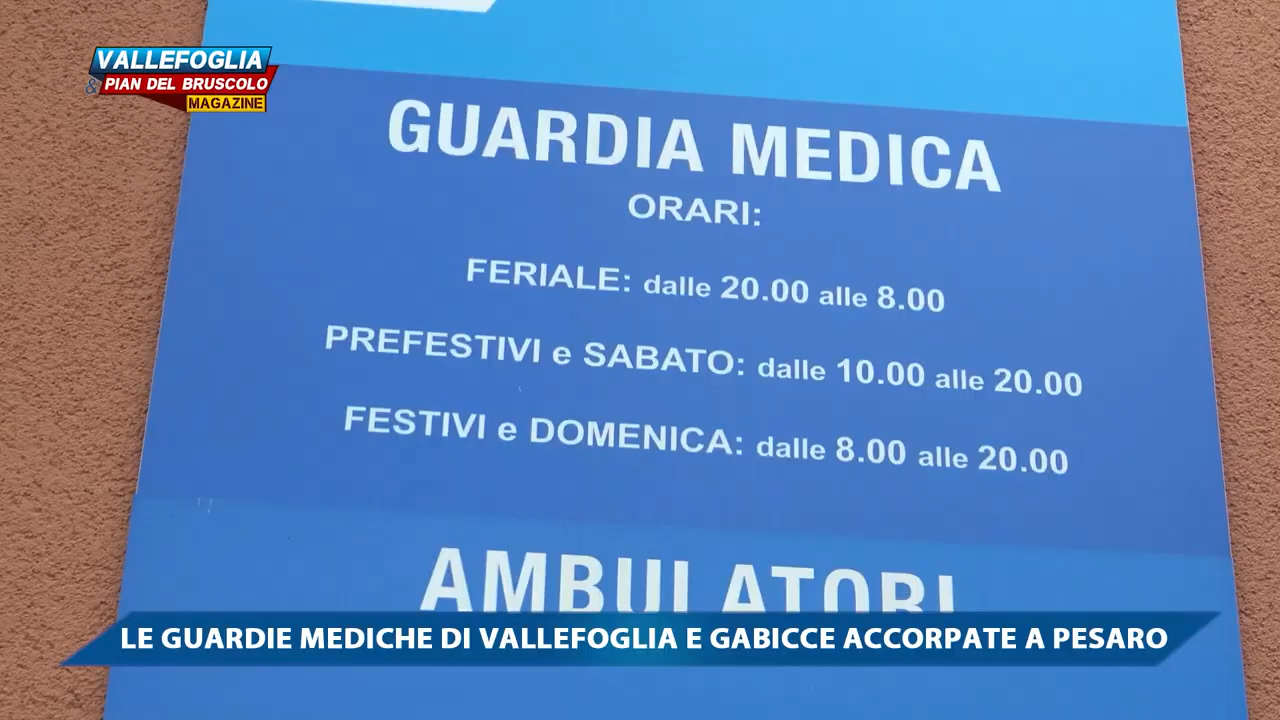 VALLEFOGLIA
& PIAN DEL BRUSCOLO
MAGAZINE
GUARDIA MEDICA
ORARI:
FERIALE: dalle 20.00 alle 8.00
PREFESTIVI e SABATO: dalle 10.00 alle 20.00
FESTIVI e DOMENICA: dalle 8.00 alle 20.00
AMBULATORI
LE GUARDIE MEDICHE DI VALLEFOGLIA E GABICCE ACCORPATE A PESARO